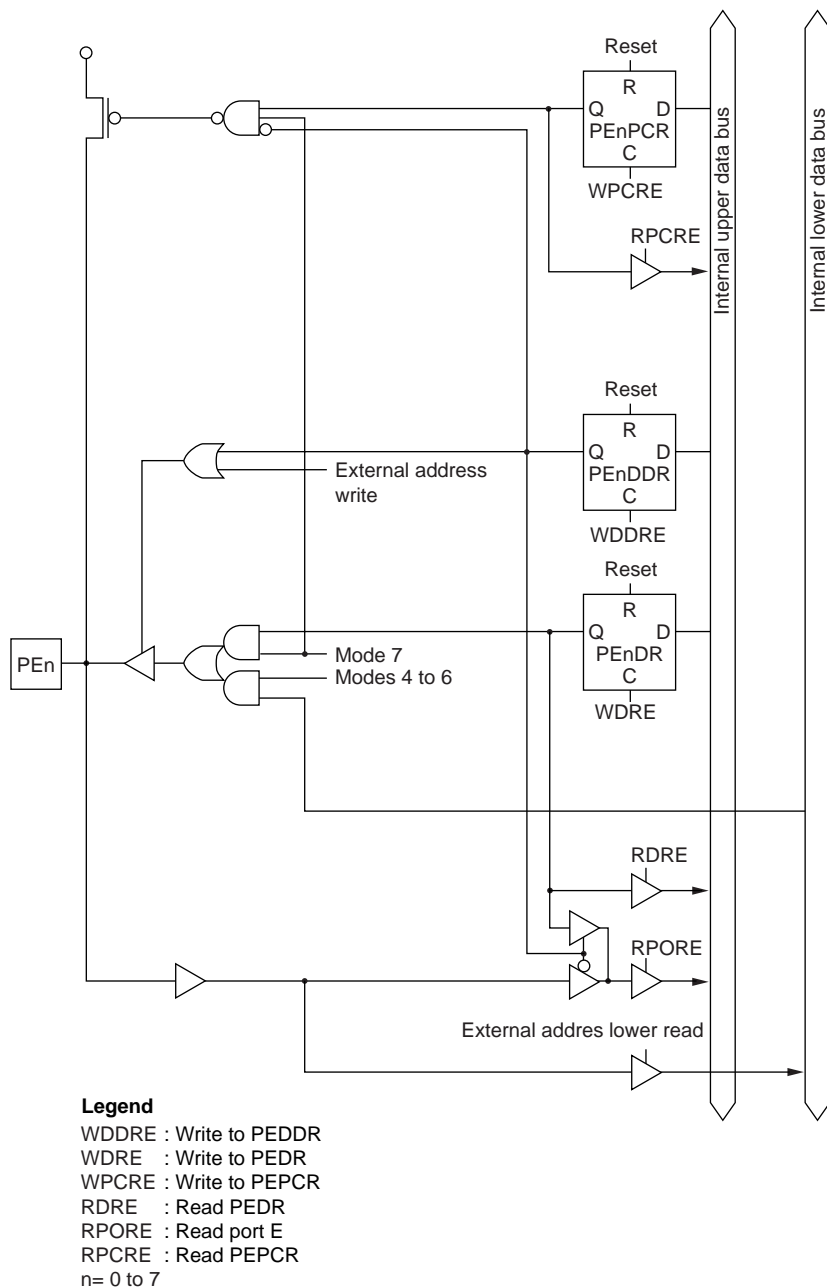 Reset
R
Q D
PEnPCR
C
WPCRE
RPCRE
Internal upper data bus
Internal lower data bus
Reset
R
Q D
PEnDDR
C
WDDRE
External address
write
Reset
R
Q D
PEnDR
C
WDRE
PEn
Mode 7
Modes 4 to 6
RDRE
RPORE
External addres lower read
Legend
WDDRE : Write to PEDDR
WDRE : Write to PEDR
WPCRE : Write to PEPCR
RDRE : Read PEDR
RPORE : Read port E
RPCRE : Read PEPCR
n= 0 to 7